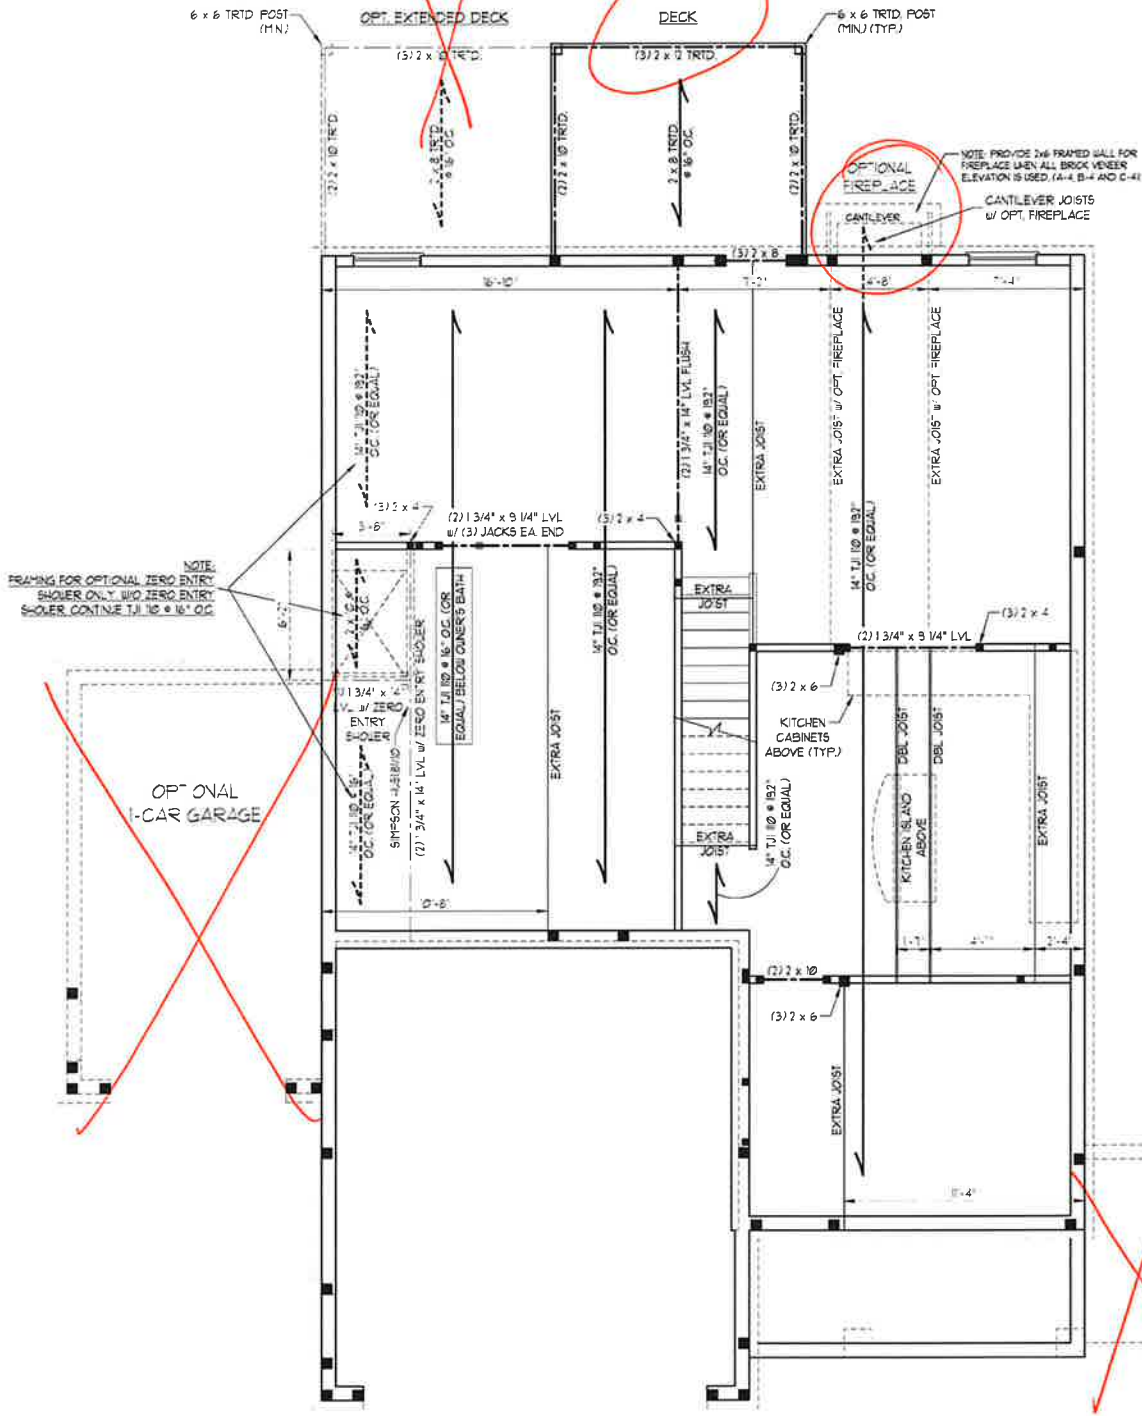 6 x 6 TRTD POST
(MIN)
OPT. EXTENDED DECK
DECK
6 x 6 TRTD. POST
(MIN.) (TYP.)
(3) 2 x 10 TRTD.
(3) 2 x 12 TRTD.
(2) 2 x 10 TRTD.
2 x 8 TRTD
@ 16" O.C.
(2) 2 x 10 TRTD.
2 x 8 TRTD.
@ 16" O.C.
(2) 2 x 10 TRTD.
OPTIONAL
FIREPLACE
NOTE: PROVIDE 2x6 FRAMED WALL FOR
FIREPLACE WHEN ALL BRICK VENEER
ELEVATION IS USED. (A-4, B-4 AND C-4)
CANTILEVER
CANTILEVER JOISTS
W/ OPT. FIREPLACE
(3) 2 x 8
16'-10"
7'-2"
4'-8"
7'-4"
14" TJI 110 @ 19.2"
O.C. (OR EQUAL)
(2) 1 3/4" x 14" LVL FLUSH
14" TJI 110 @ 19.2"
O.C. (OR EQUAL)
EXTRA JOIST
EXTRA JOIST W/ OPT. FIREPLACE
EXTRA JOIST W/ OPT FIREPLACE
(3) 2 x 4
3'-6"
(2) 1 3/4" x 9 1/4" LVL
W/ (3) JACKS EA. END
(3) 2 x 4
NOTE:
FRAMING FOR OPTIONAL ZERO ENTRY
SHOWER ONLY. W/O ZERO ENTRY
SHOWER CONTINUE TJI 110 @ 16" O.C.
6'-2"
14" TJI 110 @ 16" O.C. (OR
EQUAL) BELOW OWNER'S BATH
14" TJI 110 @ 19.2"
O.C. (OR EQUAL)
EXTRA
JOIST
14" TJI 110 @ 19.2"
O.C. (OR EQUAL)
(2) 1 3/4" x 9 1/4" LVL
(3) 2 x 4
(3) 2 x 6
KITCHEN
CABINETS
ABOVE (TYP.)
LVL W/ ZERO
ENTRY
SHOWER
(2) 1 3/4" x 14" LVL W/ ZERO ENTRY SHOWER
EXTRA JOIST
DBL JOIST
DBL JOIST
OPTIONAL
1-CAR GARAGE
14" TJI 110 @ 16"
O.C. (OR EQUAL)
EXTRA
JOIST
14" TJI 110 @ 19.2"
O.C. (OR EQUAL)
KITCHEN ISLAND
ABOVE
EXTRA JOIST
10'-8"
1'-7"
2'-4"
(2) 2 x 10
(3) 2 x 6
EXTRA JOIST
11'-4"